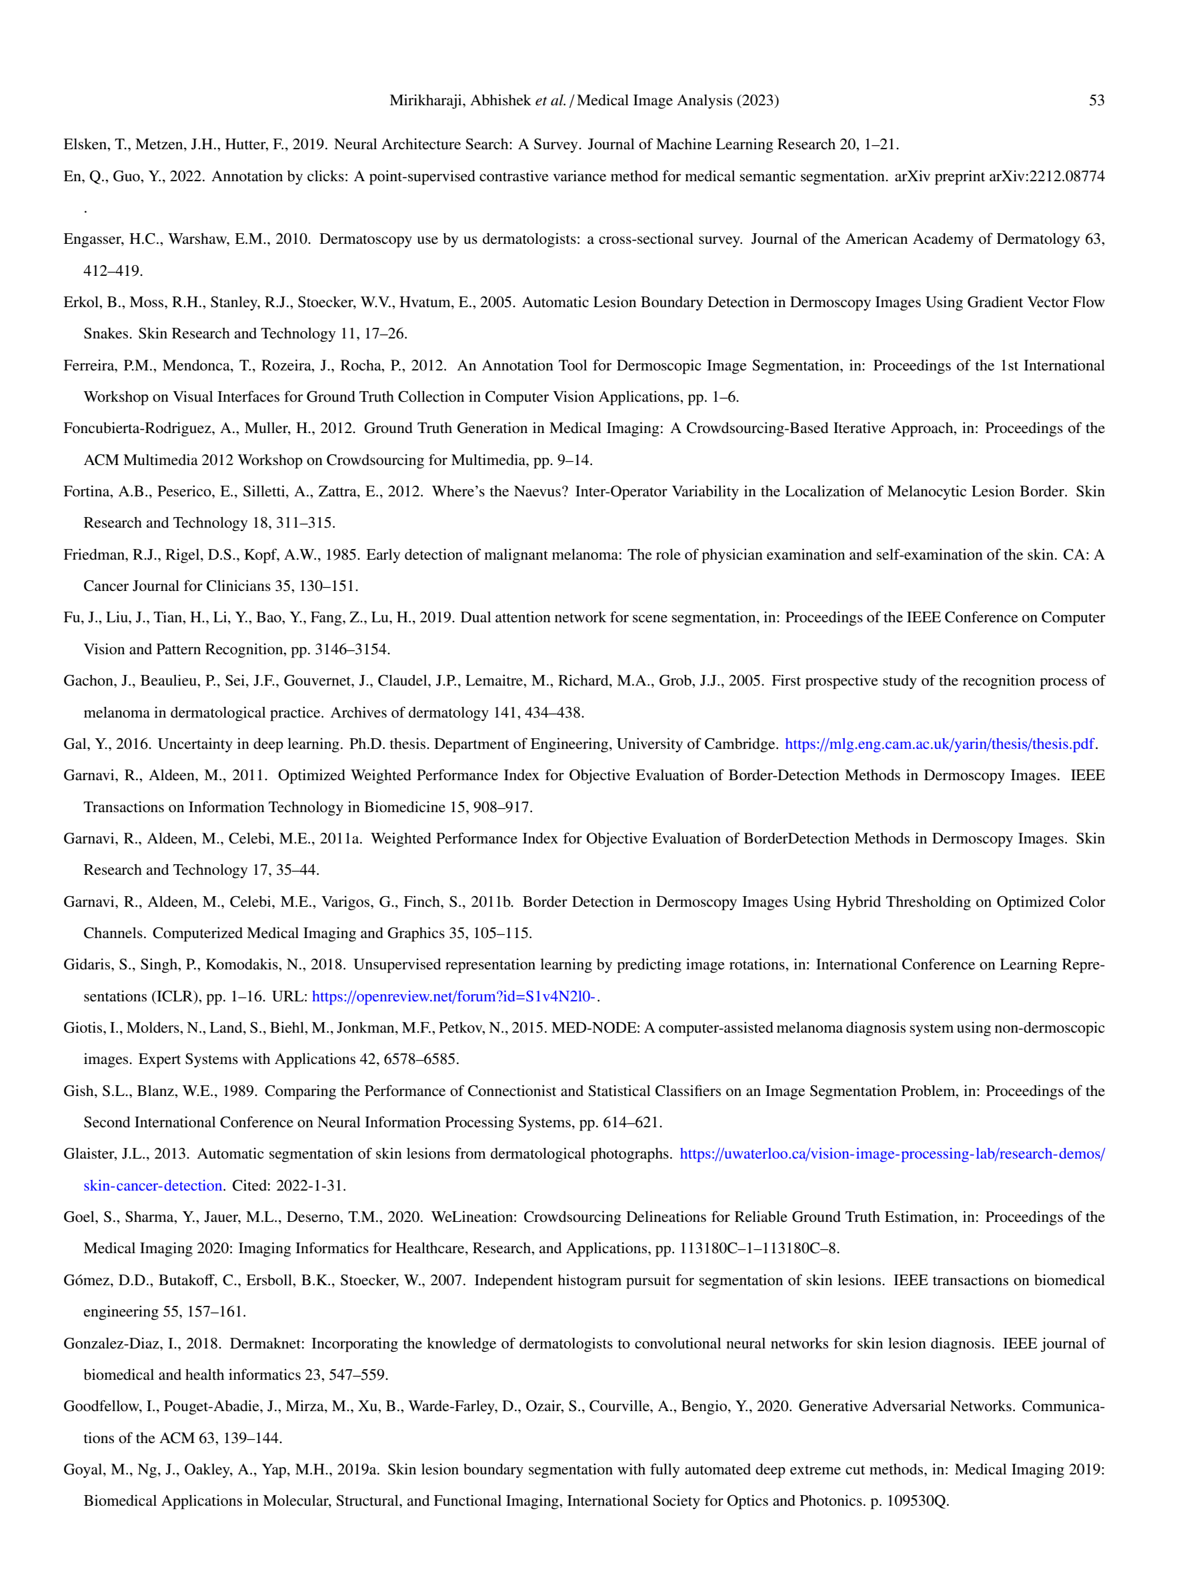 Mirikharaji, Abhishek et al. / Medical Image Analysis (2023) 53
Elsken, T., Metzen, J.H., Hutter, F., 2019. Neural Architecture Search: A Survey. Journal of Machine Learning Research 20, 1–21.
En, Q., Guo, Y., 2022. Annotation by clicks: A point-supervised contrastive variance method for medical semantic segmentation. arXiv preprint arXiv:2212.08774
.
Engasser, H.C., Warshaw, E.M., 2010. Dermatoscopy use by us dermatologists: a cross-sectional survey. Journal of the American Academy of Dermatology 63,
412–419.
Erkol, B., Moss, R.H., Stanley, R.J., Stoecker, W.V., Hvatum, E., 2005. Automatic Lesion Boundary Detection in Dermoscopy Images Using Gradient Vector Flow
Snakes. Skin Research and Technology 11, 17–26.
Ferreira, P.M., Mendonca, T., Rozeira, J., Rocha, P., 2012. An Annotation Tool for Dermoscopic Image Segmentation, in: Proceedings of the 1st International
Workshop on Visual Interfaces for Ground Truth Collection in Computer Vision Applications, pp. 1–6.
Foncubierta-Rodriguez, A., Muller, H., 2012. Ground Truth Generation in Medical Imaging: A Crowdsourcing-Based Iterative Approach, in: Proceedings of the
ACM Multimedia 2012 Workshop on Crowdsourcing for Multimedia, pp. 9–14.
Fortina, A.B., Peserico, E., Silletti, A., Zattra, E., 2012. Where's the Naevus? Inter-Operator Variability in the Localization of Melanocytic Lesion Border. Skin
Research and Technology 18, 311–315.
Friedman, R.J., Rigel, D.S., Kopf, A.W., 1985. Early detection of malignant melanoma: The role of physician examination and self-examination of the skin. CA: A
Cancer Journal for Clinicians 35, 130–151.
Fu, J., Liu, J., Tian, H., Li, Y., Bao, Y., Fang, Z., Lu, H., 2019. Dual attention network for scene segmentation, in: Proceedings of the IEEE Conference on Computer
Vision and Pattern Recognition, pp. 3146–3154.
Gachon, J., Beaulieu, P., Sei, J.F., Gouvernet, J., Claudel, J.P., Lemaitre, M., Richard, M.A., Grob, J.J., 2005. First prospective study of the recognition process of
melanoma in dermatological practice. Archives of dermatology 141, 434–438.
Gal, Y., 2016. Uncertainty in deep learning. Ph.D. thesis. Department of Engineering, University of Cambridge. https://mlg.eng.cam.ac.uk/yarin/thesis/thesis.pdf.
Garnavi, R., Aldeen, M., 2011. Optimized Weighted Performance Index for Objective Evaluation of Border-Detection Methods in Dermoscopy Images. IEEE
Transactions on Information Technology in Biomedicine 15, 908–917.
Garnavi, R., Aldeen, M., Celebi, M.E., 2011a. Weighted Performance Index for Objective Evaluation of BorderDetection Methods in Dermoscopy Images. Skin
Research and Technology 17, 35–44.
Garnavi, R., Aldeen, M., Celebi, M.E., Varigos, G., Finch, S., 2011b. Border Detection in Dermoscopy Images Using Hybrid Thresholding on Optimized Color
Channels. Computerized Medical Imaging and Graphics 35, 105–115.
Gidaris, S., Singh, P., Komodakis, N., 2018. Unsupervised representation learning by predicting image rotations, in: International Conference on Learning Repre-
sentations (ICLR), pp. 1–16. URL: https://openreview.net/forum?id=S1v4N2l0-.
Giotis, I., Molders, N., Land, S., Biehl, M., Jonkman, M.F., Petkov, N., 2015. MED-NODE: A computer-assisted melanoma diagnosis system using non-dermoscopic
images. Expert Systems with Applications 42, 6578–6585.
Gish, S.L., Blanz, W.E., 1989. Comparing the Performance of Connectionist and Statistical Classifiers on an Image Segmentation Problem, in: Proceedings of the
Second International Conference on Neural Information Processing Systems, pp. 614–621.
Glaister, J.L., 2013. Automatic segmentation of skin lesions from dermatological photographs. https://uwaterloo.ca/vision-image-processing-lab/research-demos/
skin-cancer-detection. Cited: 2022-1-31.
Goel, S., Sharma, Y., Jauer, M.L., Deserno, T.M., 2020. WeLineation: Crowdsourcing Delineations for Reliable Ground Truth Estimation, in: Proceedings of the
Medical Imaging 2020: Imaging Informatics for Healthcare, Research, and Applications, pp. 113180C–1–113180C–8.
Gómez, D.D., Butakoff, C., Ersboll, B.K., Stoecker, W., 2007. Independent histogram pursuit for segmentation of skin lesions. IEEE transactions on biomedical
engineering 55, 157–161.
Gonzalez-Diaz, I., 2018. Dermaknet: Incorporating the knowledge of dermatologists to convolutional neural networks for skin lesion diagnosis. IEEE journal of
biomedical and health informatics 23, 547–559.
Goodfellow, I., Pouget-Abadie, J., Mirza, M., Xu, B., Warde-Farley, D., Ozair, S., Courville, A., Bengio, Y., 2020. Generative Adversarial Networks. Communica-
tions of the ACM 63, 139–144.
Goyal, M., Ng, J., Oakley, A., Yap, M.H., 2019a. Skin lesion boundary segmentation with fully automated deep extreme cut methods, in: Medical Imaging 2019:
Biomedical Applications in Molecular, Structural, and Functional Imaging, International Society for Optics and Photonics. p. 109530Q.